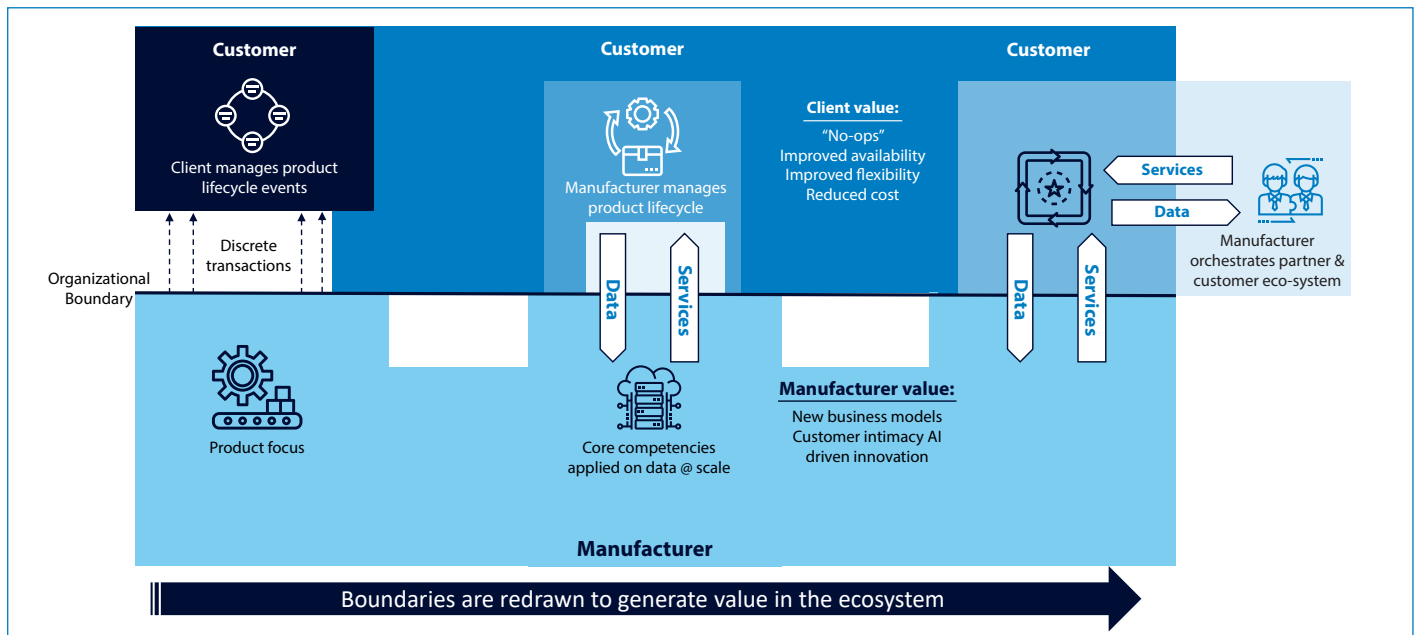 Customer
Client manages product
lifecycle events
Discrete
transactions
Organizational
Boundary
Product focus
Customer
Manufacturer manages
product lifecycle
Data
Services
Core competencies
applied on data @ scale
Client value:
“No-ops”
Improved availability
Improved flexibility
Reduced cost
Manufacturer value:
New business models
Customer intimacy AI
driven innovation
Customer
Services
Data
Manufacturer
orchestrates partner &
customer eco-system
Data
Services
Manufacturer
Boundaries are redrawn to generate value in the ecosystem